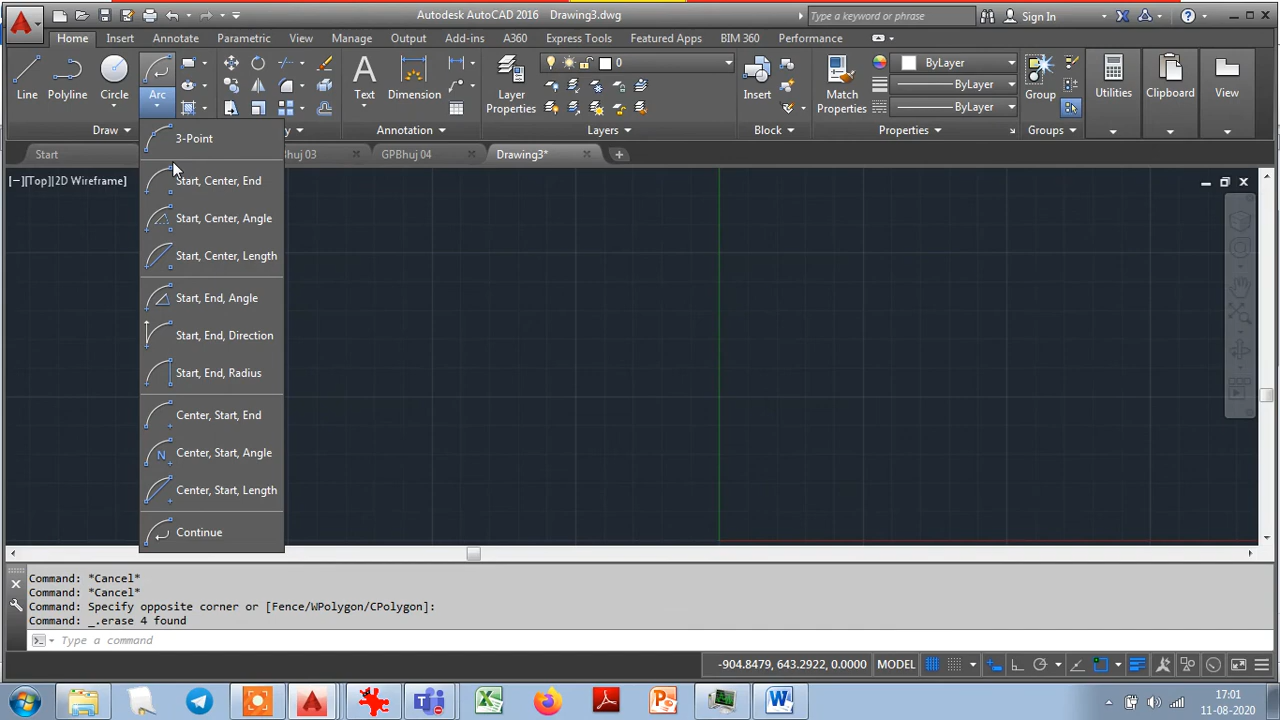 Autodesk AutoCAD 2016 Drawing3.dwg
Type a keyword or phrase
Sign In
Home Insert Annotate Parametric View Manage Output Add-ins A360 Express Tools Featured Apps BIM 360 Performance
Line
Polyline
Circle
Arc
Text
Dimension
Layer
Properties
0
Insert
Match
Properties
ByLayer
ByLayer
ByLayer
Group
Utilities
Clipboard
View
Draw
Annotation
Layers
Block
Properties
Groups
Start
Bhuj 03
GPBhuj 04
Drawing3*
[−][Top][2D Wireframe]
3-Point
Start, Center, End
Start, Center, Angle
Start, Center, Length
Start, End, Angle
Start, End, Direction
Start, End, Radius
Center, Start, End
Center, Start, Angle
Center, Start, Length
Continue
Command: *Cancel*
Command: *Cancel*
Command: Specify opposite corner or [Fence/WPolygon/CPolygon]:
Command: _.erase 4 found
Type a command
-904.8479, 643.2922, 0.0000 MODEL
17:01
11-08-2020